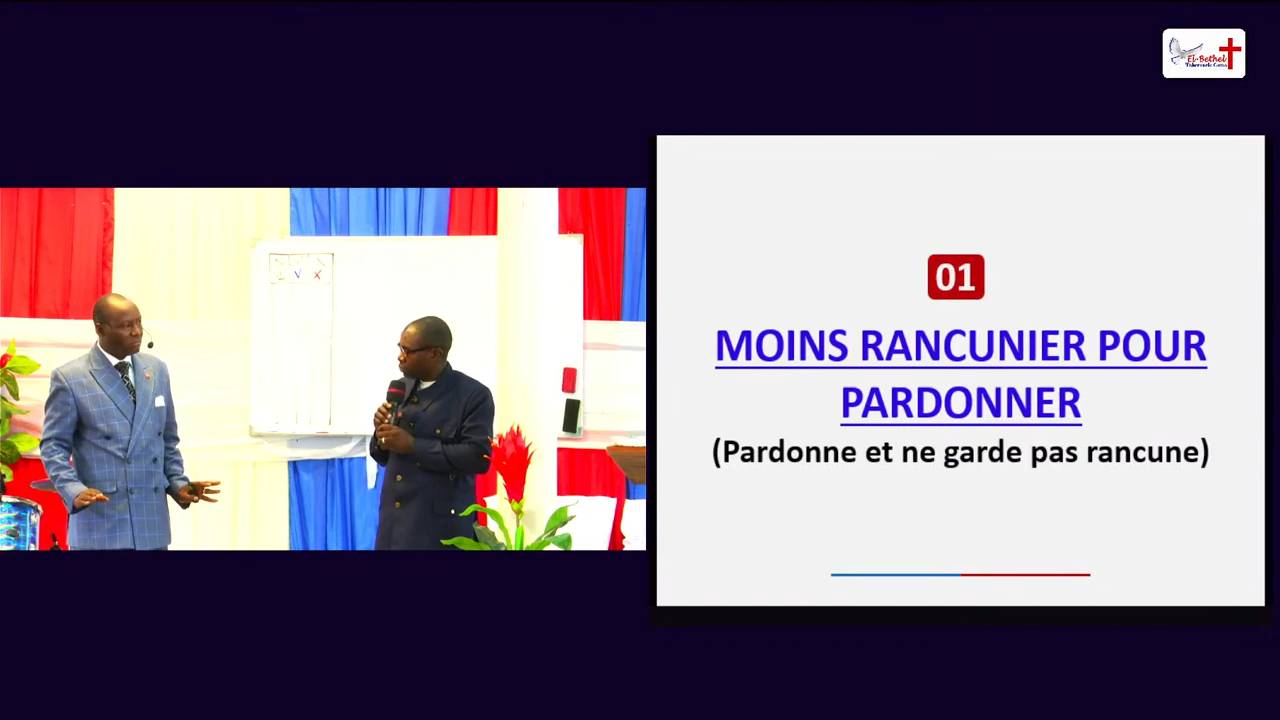 El-Bethel
01
MOINS RANCUNIER POUR
PARDONNER
(Pardonne et ne garde pas rancune)